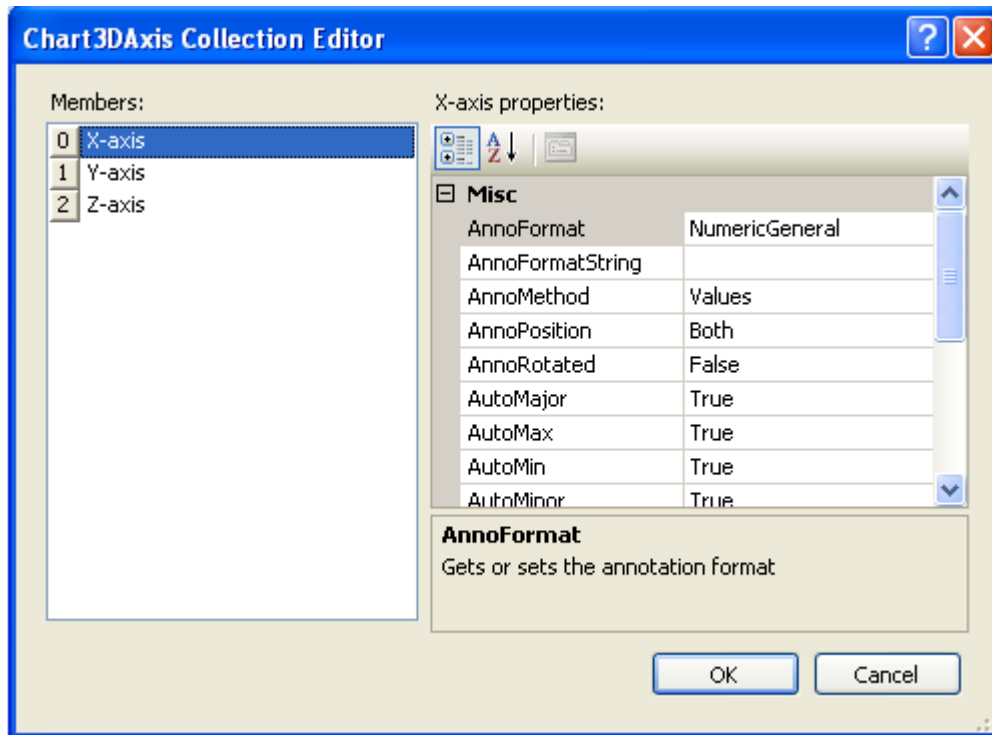 Chart3DAxis Collection Editor
Members:
X-axis properties:
0 X-axis
1 Y-axis
2 Z-axis
A Z
Misc
AnnoFormat NumericGeneral
AnnoFormatString
AnnoMethod Values
AnnoPosition Both
AnnoRotated False
AutoMajor True
AutoMax True
AutoMin True
AutoMinor True
AnnoFormat
Gets or sets the annotation format
OK Cancel